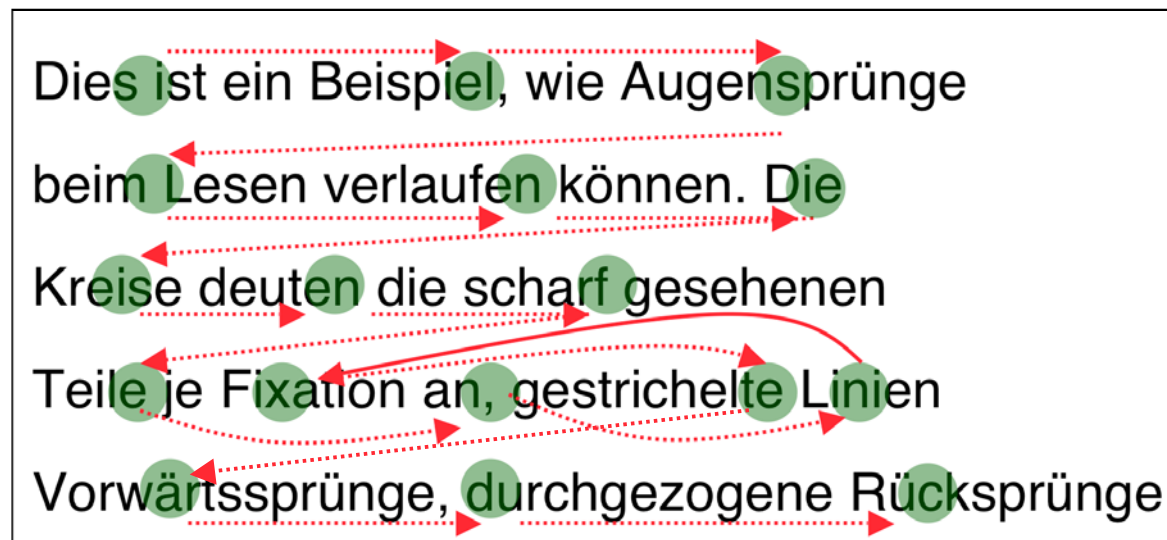 Dies ist ein Beispiel, wie Augensprünge
beim Lesen verlaufen können. Die
Kreise deuten die scharf gesehenen
Teile je Fixation an, gestrichelte Linien
Vorwärtssprünge, durchgezogene Rücksprünge